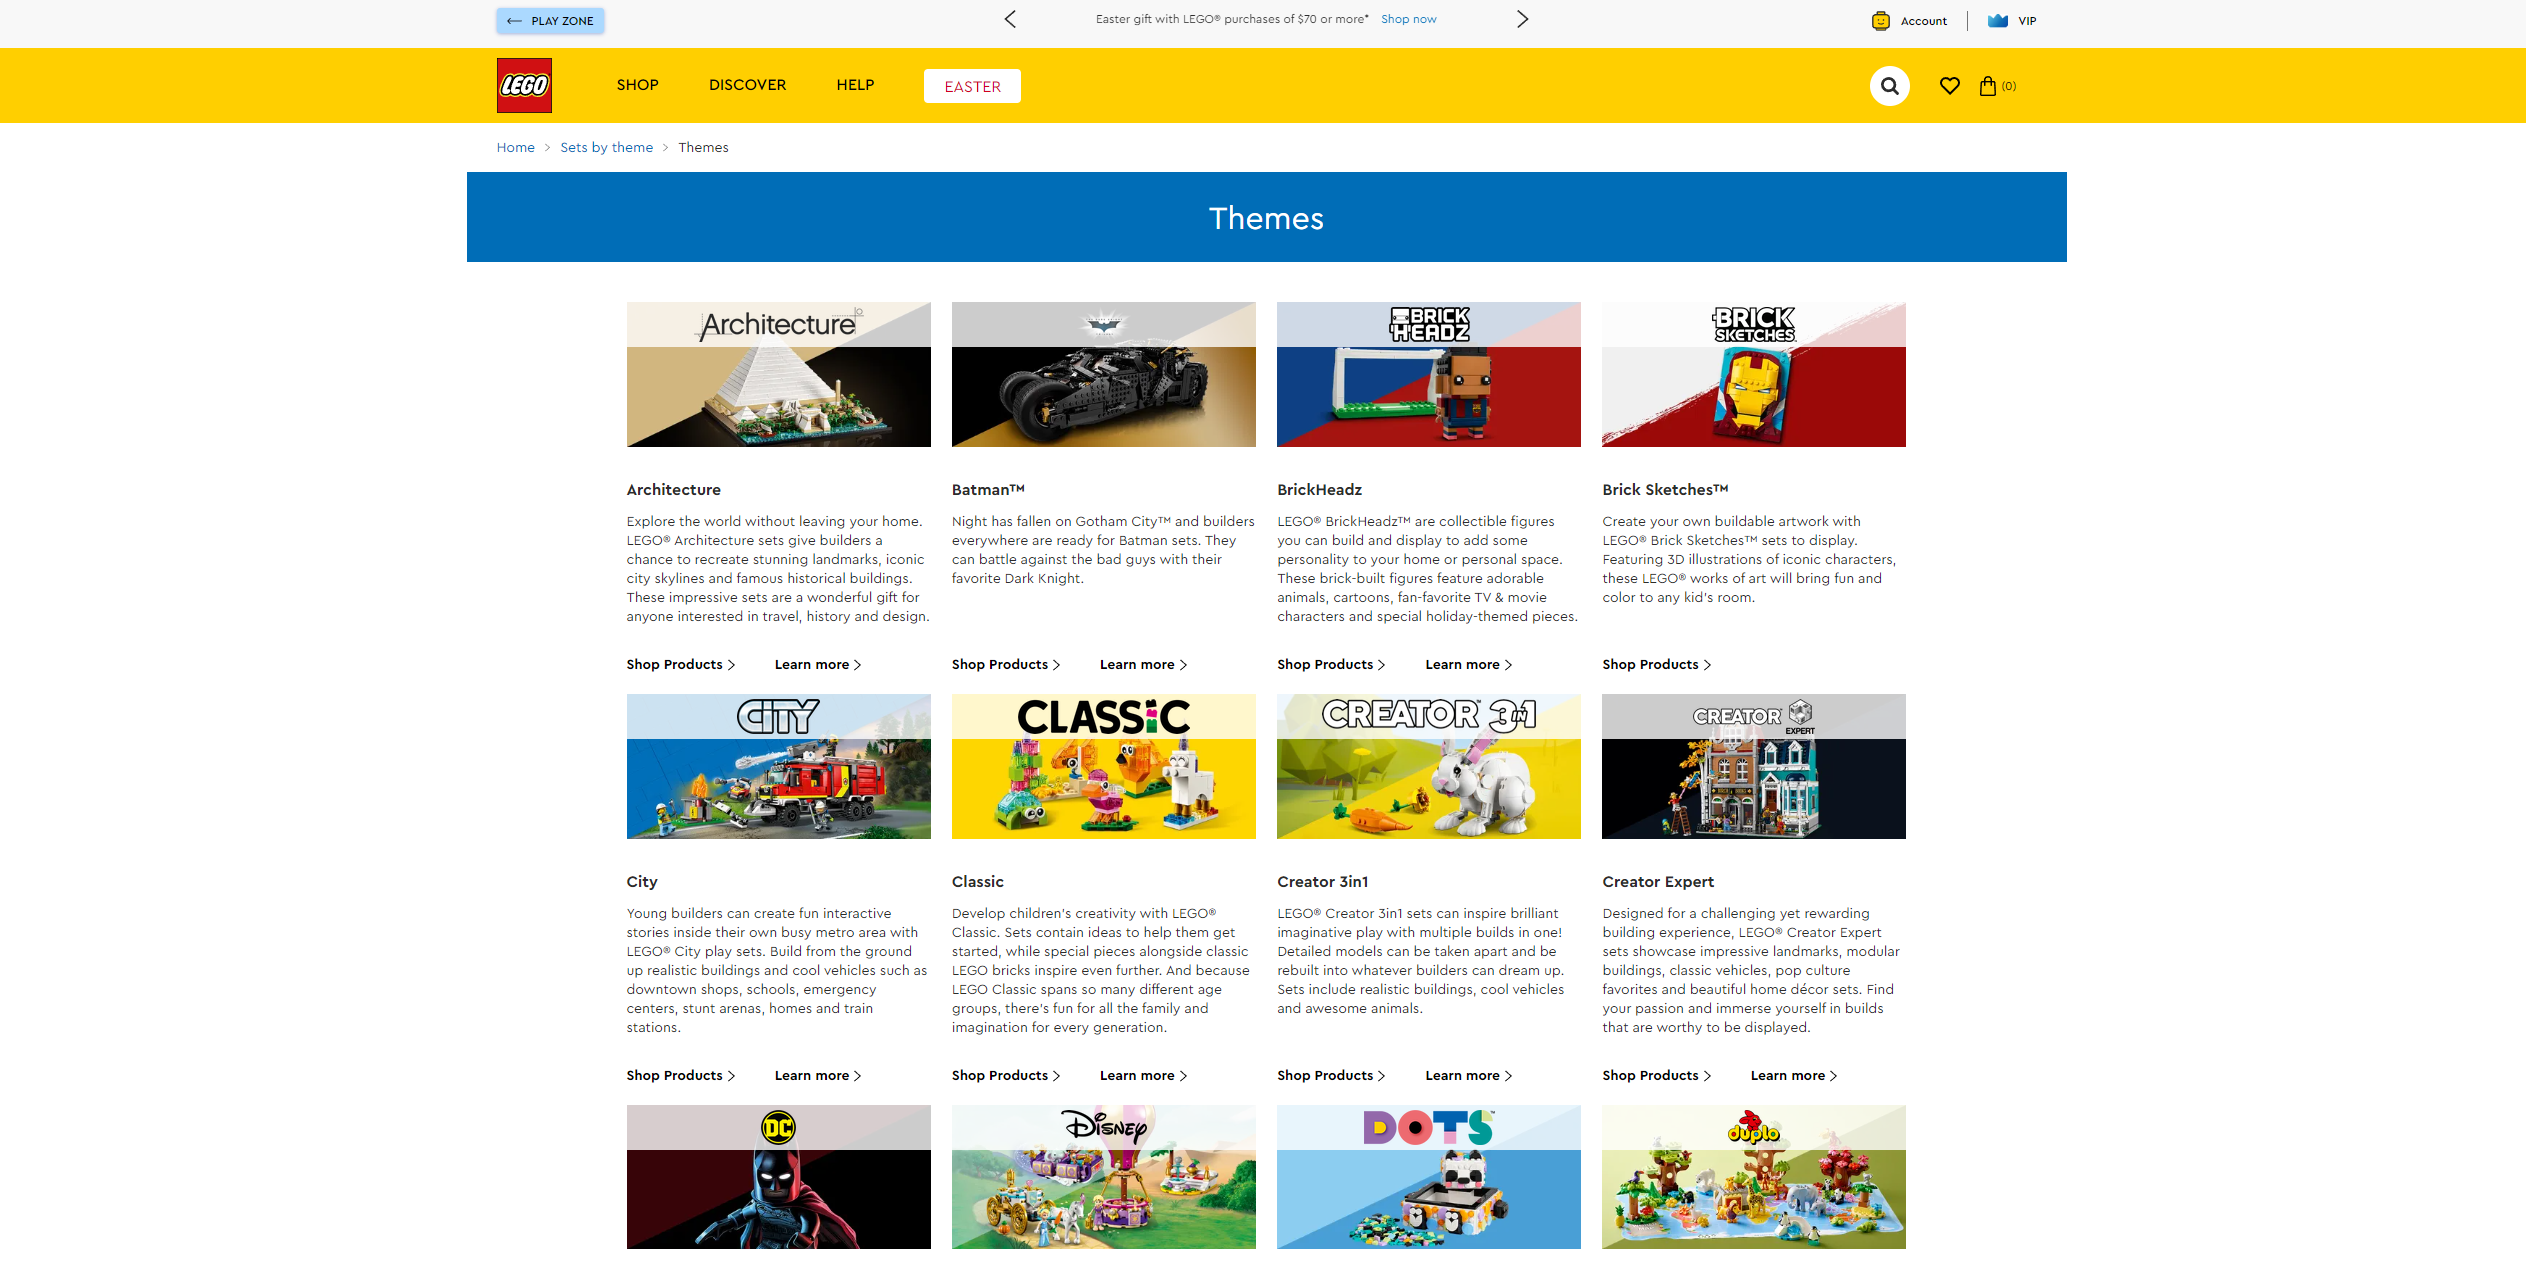 PLAY ZONE
Easter gift with LEGO® purchases of $70 or more* Shop now
Account
VIP
LEGO
SHOP
DISCOVER
HELP
EASTER
(0)
Home > Sets by theme > Themes
Themes
Architecture
BRICK
HEADZ
BRICK
SKETCHES
Architecture
Explore the world without leaving your home.
LEGO® Architecture sets give builders a
chance to recreate stunning landmarks, iconic
city skylines and famous historical buildings.
These impressive sets are a wonderful gift for
anyone interested in travel, history and design.
Shop Products >
Learn more >
Batman™
Night has fallen on Gotham City™ and builders
everywhere are ready for Batman sets. They
can battle against the bad guys with their
favorite Dark Knight.
Shop Products >
Learn more >
BrickHeadz
LEGO® BrickHeadz™ are collectible figures
you can build and display to add some
personality to your home or personal space.
These brick-built figures feature adorable
animals, cartoons, fan-favorite TV & movie
characters and special holiday-themed pieces.
Shop Products >
Learn more >
Brick Sketches™
Create your own buildable artwork with
LEGO® Brick Sketches™ sets to display.
Featuring 3D illustrations of iconic characters,
these LEGO® works of art will bring fun and
color to any kid's room.
Shop Products >
CITY
CLASSIC
CREATOR 3IN1
CREATOR
EXPERT
City
Young builders can create fun interactive
stories inside their own busy metro area with
LEGO® City play sets. Build from the ground
up realistic buildings and cool vehicles such as
downtown shops, schools, emergency
centers, stunt arenas, homes and train
stations.
Shop Products >
Learn more >
Classic
Develop children's creativity with LEGO®
Classic. Sets contain ideas to help them get
started, while special pieces alongside classic
LEGO bricks inspire even further. And because
LEGO Classic spans so many different age
groups, there's fun for all the family and
imagination for every generation.
Shop Products >
Learn more >
Creator 3in1
LEGO® Creator 3in1 sets can inspire brilliant
imaginative play with multiple builds in one!
Detailed models can be taken apart and be
rebuilt into whatever builders can dream up.
Sets include realistic buildings, cool vehicles
and awesome animals.
Shop Products >
Learn more >
Creator Expert
Designed for a challenging yet rewarding
building experience, LEGO® Creator Expert
sets showcase impressive landmarks, modular
buildings, classic vehicles, pop culture
favorites and beautiful home décor sets. Find
your passion and immerse yourself in builds
that are worthy to be displayed.
Shop Products >
Learn more >
DC
Disney
DOTS
duplo